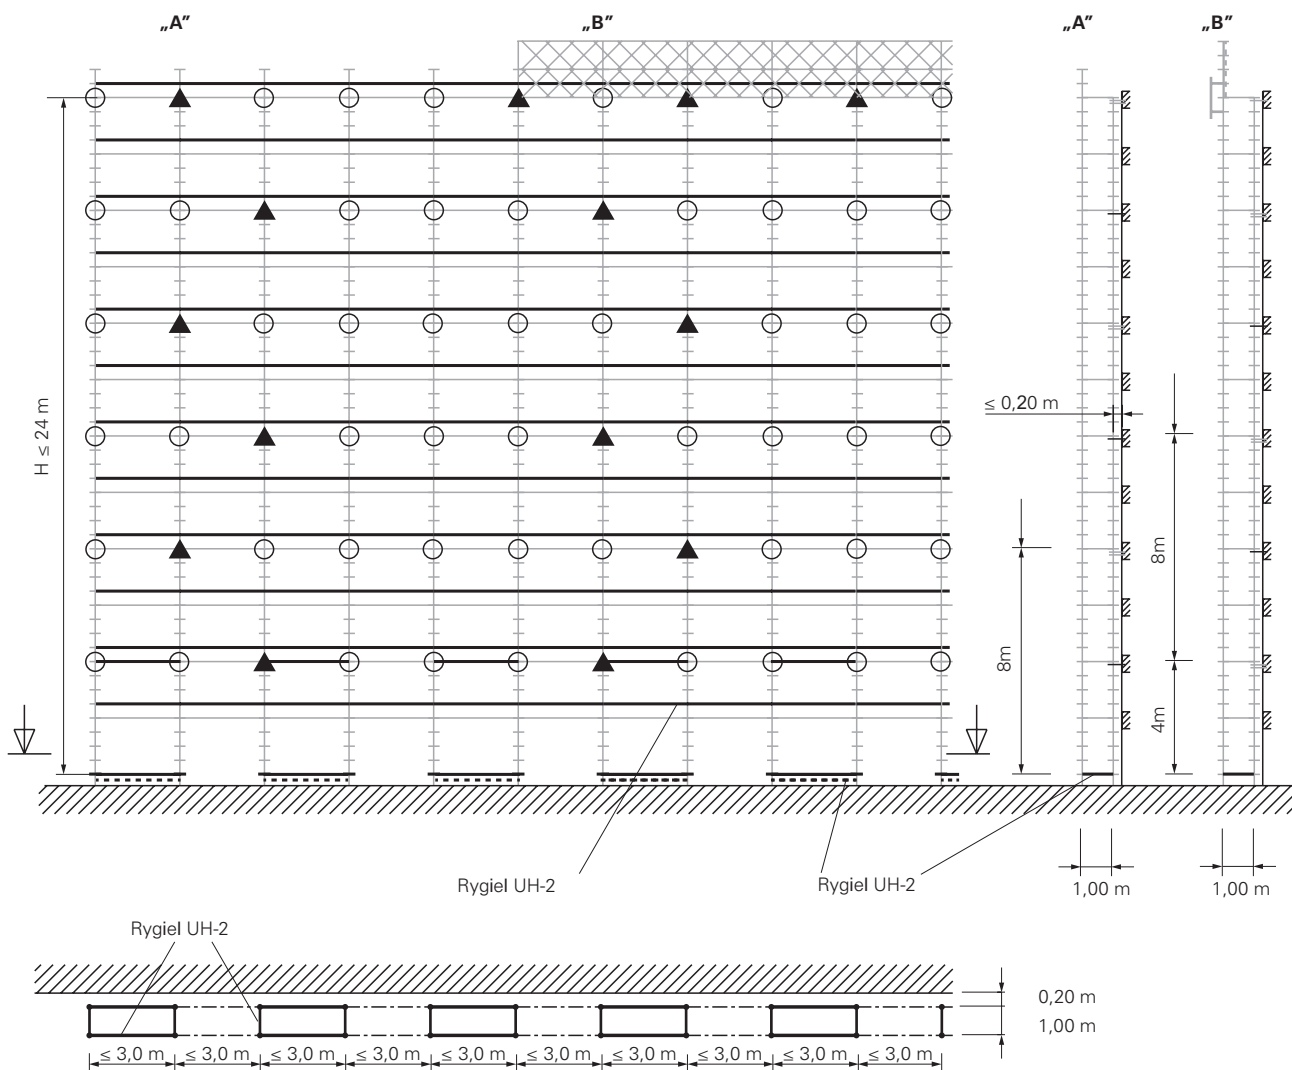 „A” „B” „A” „B”
H ≤ 24 m
≤ 0,20 m
8m
8m
4m
Rygiel UH-2
Rygiel UH-2
1,00 m
1,00 m
Rygiel UH-2
0,20 m
1,00 m
≤ 3,0 m ≤ 3,0 m ≤ 3,0 m ≤ 3,0 m ≤ 3,0 m ≤ 3,0 m ≤ 3,0 m ≤ 3,0 m ≤ 3,0 m ≤ 3,0 m